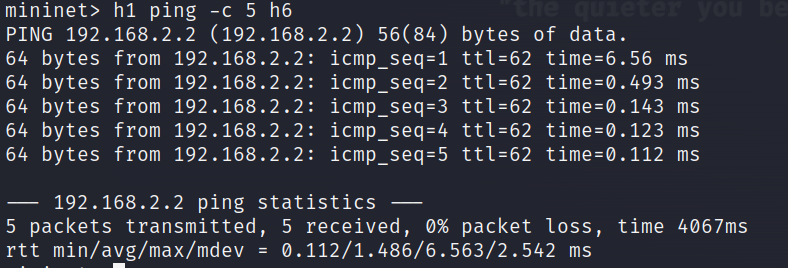 "the quieter you be
mininet> h1 ping -c 5 h6
PING 192.168.2.2 (192.168.2.2) 56(84) bytes of data.
64 bytes from 192.168.2.2: icmp_seq=1 ttl=62 time=6.56 ms
64 bytes from 192.168.2.2: icmp_seq=2 ttl=62 time=0.493 ms
64 bytes from 192.168.2.2: icmp_seq=3 ttl=62 time=0.143 ms
64 bytes from 192.168.2.2: icmp_seq=4 ttl=62 time=0.123 ms
64 bytes from 192.168.2.2: icmp_seq=5 ttl=62 time=0.112 ms

--- 192.168.2.2 ping statistics ---
5 packets transmitted, 5 received, 0% packet loss, time 4067ms
rtt min/avg/max/mdev = 0.112/1.486/6.563/2.542 ms